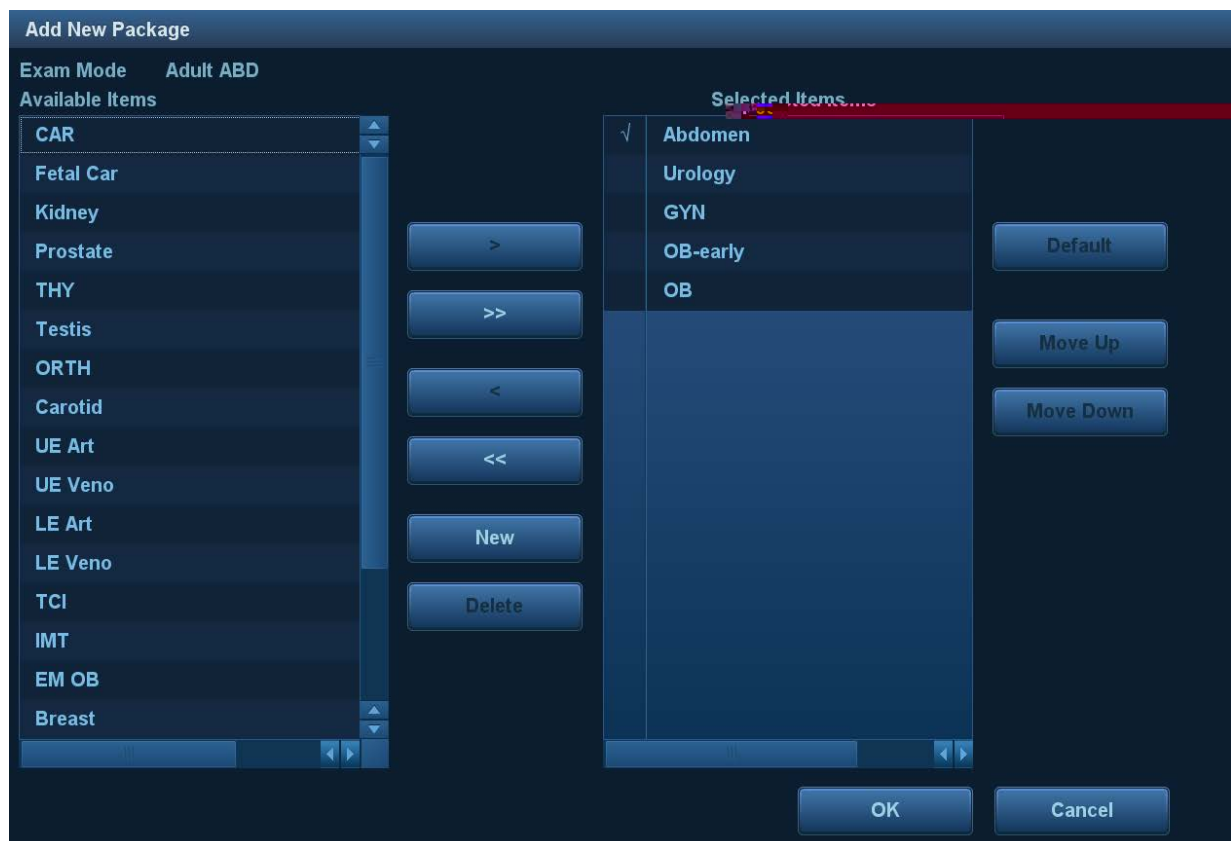 Add New Package
Exam Mode Adult ABD
Available Items
Selected Items
CAR
Fetal Car
Kidney
Prostate
THY
Testis
ORTH
Carotid
UE Art
UE Veno
LE Art
LE Veno
TCI
IMT
EM OB
Breast
>
>>
<
<<
New
Delete
√ Abdomen
Urology
GYN
OB-early
OB
Default
Move Up
Move Down
OK
Cancel